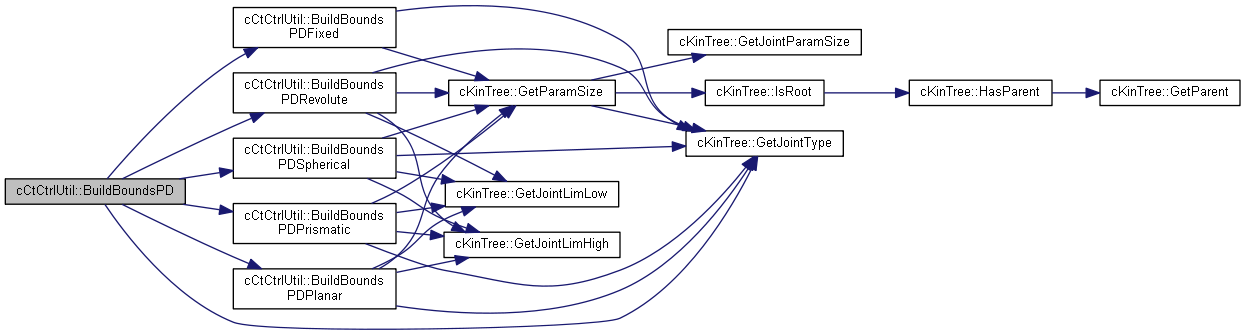 cCtCtrlUtil::BuildBoundsPD
cCtCtrlUtil::BuildBounds
PDFixed
cCtCtrlUtil::BuildBounds
PDRevolute
cCtCtrlUtil::BuildBounds
PDSpherical
cCtCtrlUtil::BuildBounds
PDPrismatic
cCtCtrlUtil::BuildBounds
PDPlanar
cKinTree::GetParamSize
cKinTree::GetJointLimLow
cKinTree::GetJointLimHigh
cKinTree::GetJointParamSize
cKinTree::IsRoot
cKinTree::GetJointType
cKinTree::HasParent
cKinTree::GetParent